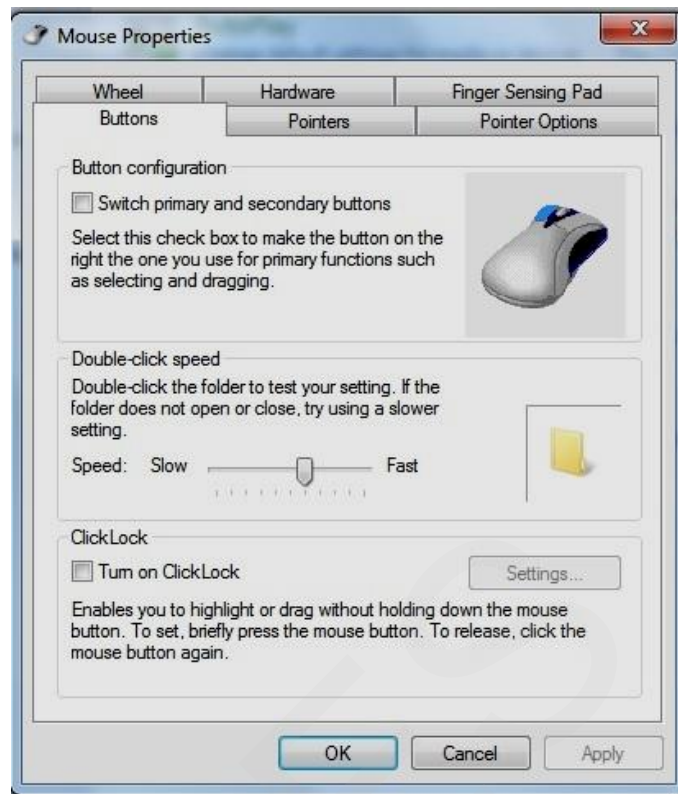 Mouse Properties
Wheel Hardware Finger Sensing Pad
Buttons Pointers Pointer Options
Button configuration
Switch primary and secondary buttons
Select this check box to make the button on the
right the one you use for primary functions such
as selecting and dragging.
Double-click speed
Double-click the folder to test your setting. If the
folder does not open or close, try using a slower
setting.
Speed: Slow Fast
ClickLock
Turn on ClickLock
Settings...
Enables you to highlight or drag without holding down the mouse
button. To set, briefly press the mouse button. To release, click the
mouse button again.
OK Cancel Apply